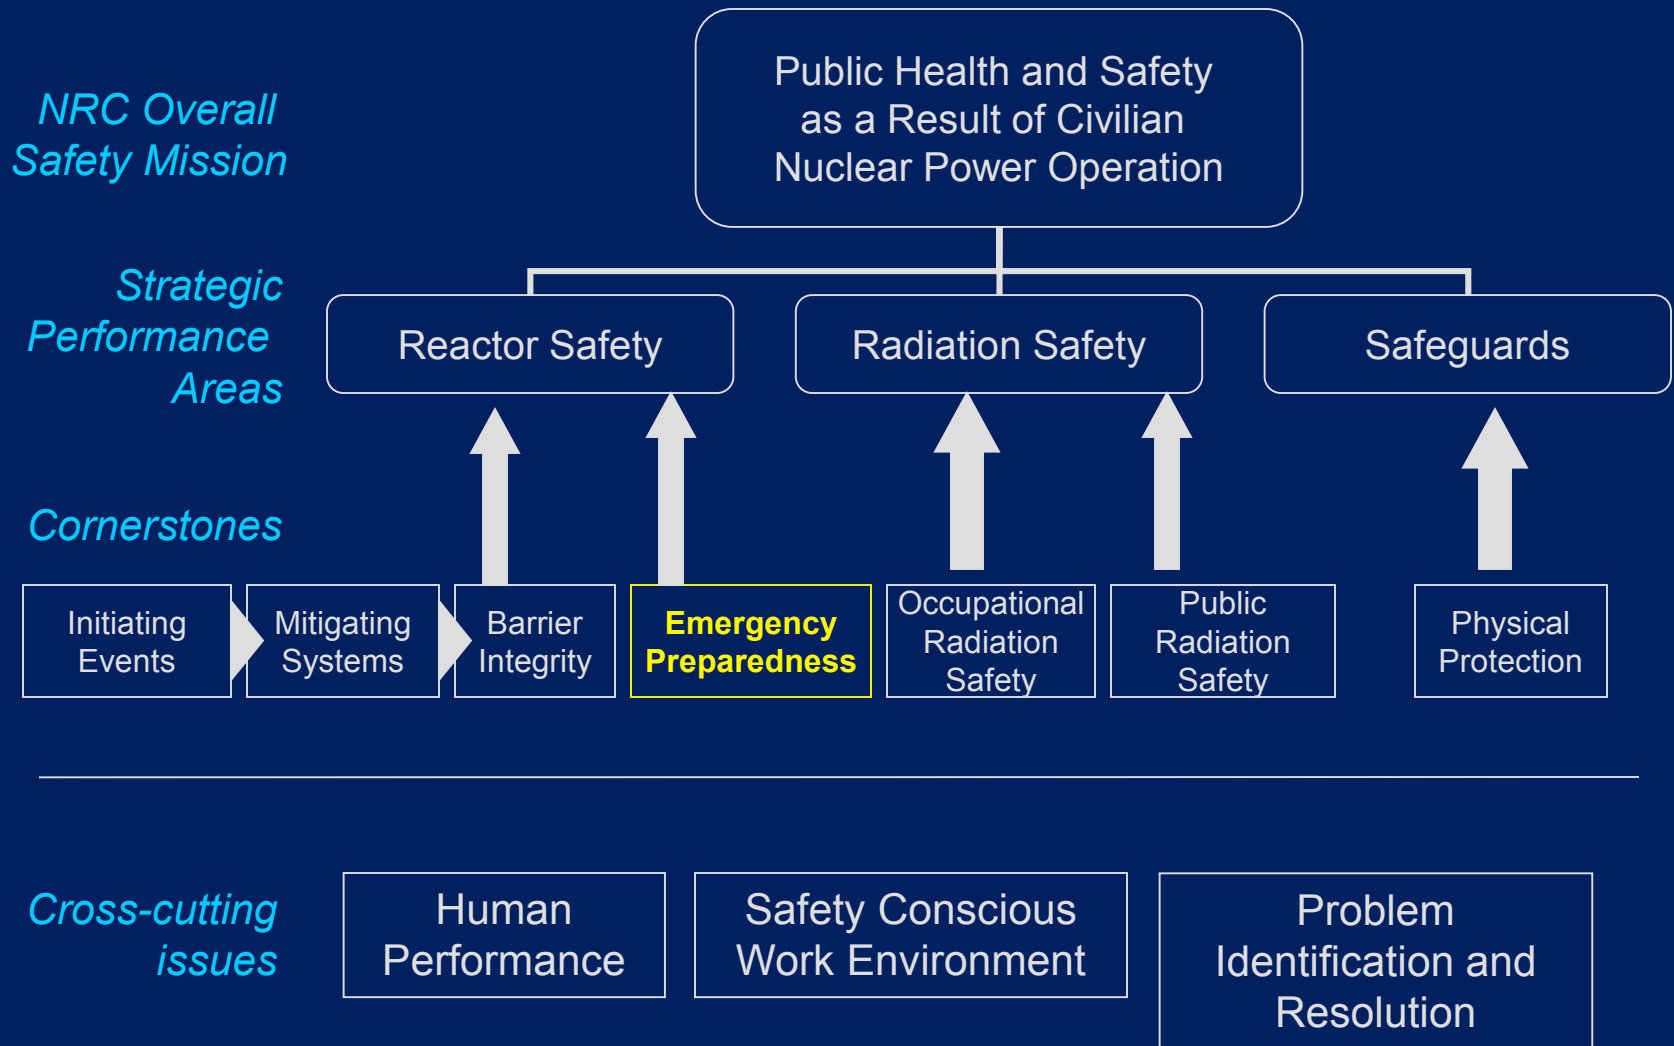 NRC Overall
Safety Mission
Public Health and Safety
as a Result of Civilian
Nuclear Power Operation
Strategic
Performance
Areas
Reactor Safety
Radiation Safety
Safeguards
Cornerstones
Initiating
Events
Mitigating
Systems
Barrier
Integrity
Emergency
Preparedness
Occupational
Radiation
Safety
Public
Radiation
Safety
Physical
Protection
Cross-cutting
issues
Human
Performance
Safety Conscious
Work Environment
Problem
Identification and
Resolution